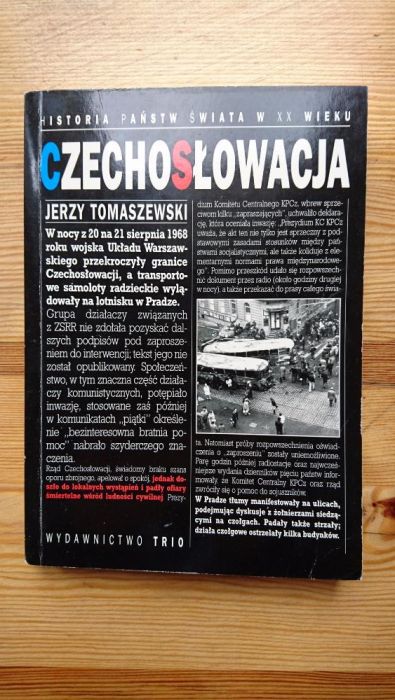 HISTORIA PAŃSTW ŚWIATA W XX WIEKU
CZECHOSŁOWACJA
JERZY TOMASZEWSKI
W nocy z 20 na 21 sierpnia 1968
roku wojska Układu Warszaw-
skiego przekroczyły granice
Czechosłowacji, a transporto-
we samoloty radzieckie wylą-
dowały na lotnisku w Pradze.
Grupa działaczy związanych
z ZSRR nie zdołała pozyskać dal-
szych podpisów pod zaprosze-
niem do interwencji; tekst jego nie
został opublikowany. Społeczeń-
stwo, w tym znaczna część działa-
czy komunistycznych, potępiało
inwazję, stosowane zaś później
w komunikatach „piątki" określe-
nie „bezinteresowna bratnia po-
moc" nabrało szyderczego zna-
czenia.
Rząd Czechosłowacji, świadomy braku szans
oporu zbrojnego, apelował o spokój, jednak do-
szło do lokalnych wystąpień i padły ofiary
śmiertelne wśród ludności cywilnej Prezy-
dium Komitetu Centralnego KPCz, wbrew sprze-
ciwom kilku „zapraszających", uchwaliło deklara-
cję, która oceniała inwazję: „Prezydium KC KPCz
uważa, że akt ten nie tylko jest sprzeczny z pod-
stawowymi zasadami stosunków między pań-
stwami socjalistycznymi, ale także koliduje z ele-
mentarnymi normami prawa międzynarodowe-
go". Pomimo przeszkód udało się rozpowszech-
nić dokument przez radio (około godziny drugiej
w nocy), a także przekazać do prasy całego świa-
ta. Natomiast próby rozpowszechnienia oświad-
czenia o „zaproszeniu" zostały uniemożliwione.
Parę godzin później radiostacje oraz najwcześ-
niejsze wydania dzienników pięciu państw infor-
mowały, że Komitet Centralny KPCz oraz rząd
zwróciły się o pomoc do sojuszników.
W Pradze tłumy manifestowały na ulicach,
podejmując dyskusje z żołnierzami siedzą-
cymi na czołgach. Padały także strzały;
działa czołgowe ostrzelały kilka budynków.
WYDAWNICTWO TRIO